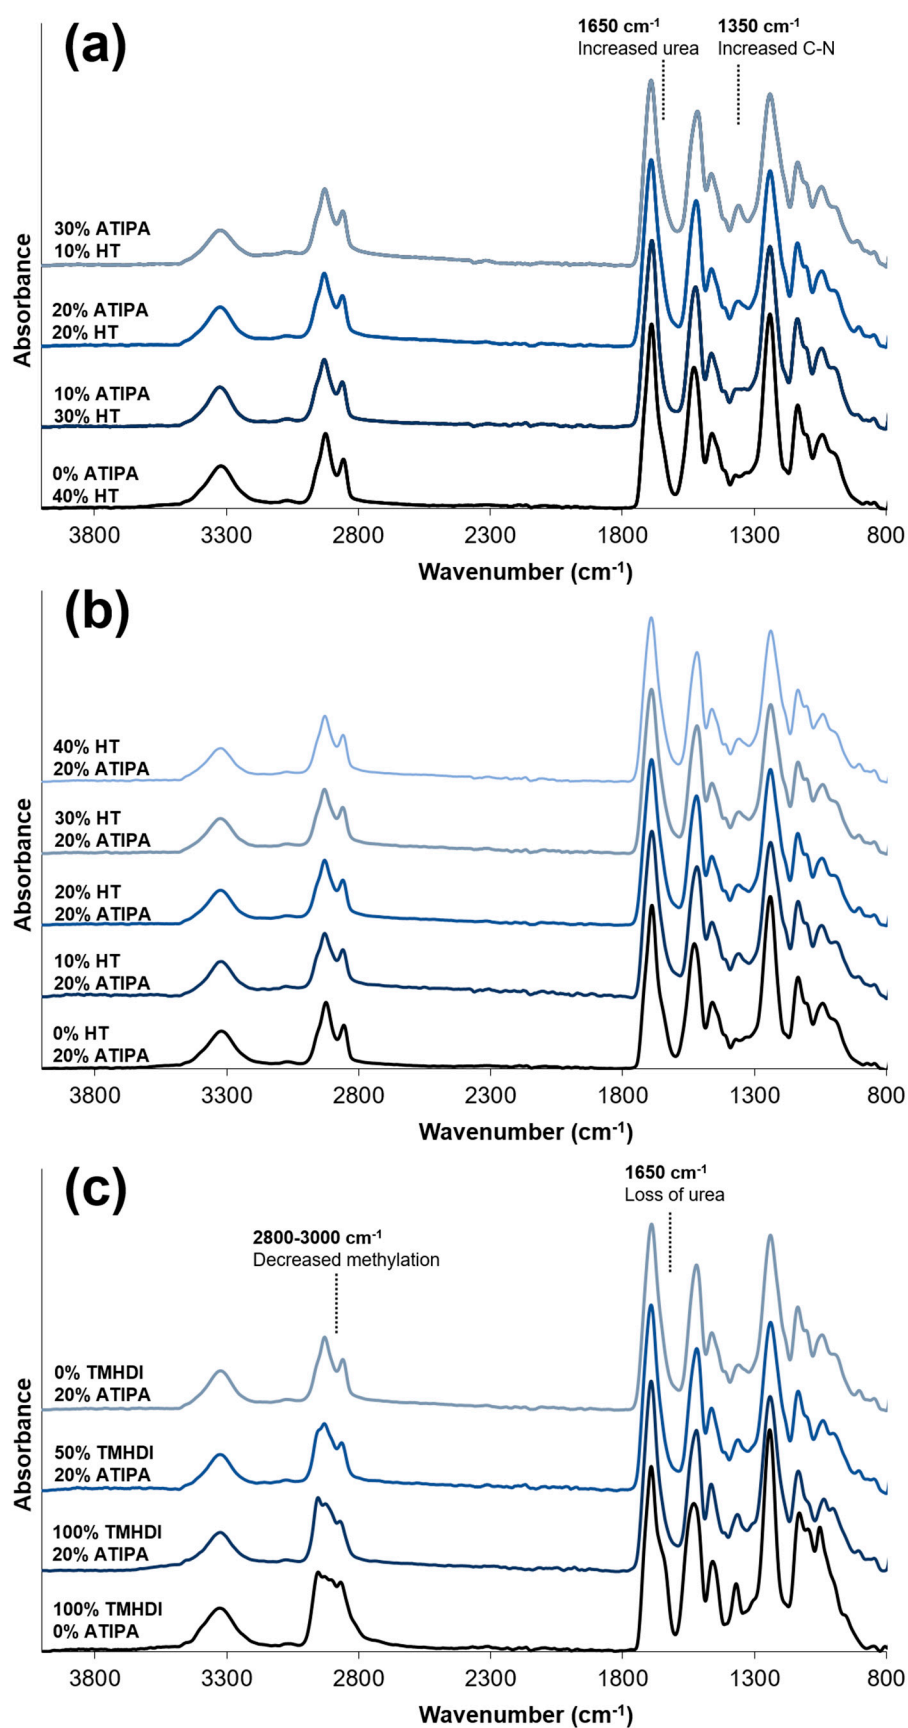 (a)
1650 cm⁻¹
Increased urea
1350 cm⁻¹
Increased C-N
Absorbance
30% ATIPA
10% HT
20% ATIPA
20% HT
10% ATIPA
30% HT
0% ATIPA
40% HT
3800 3300 2800 2300 1800 1300 800
Wavenumber (cm⁻¹)
(b)
Absorbance
40% HT
20% ATIPA
30% HT
20% ATIPA
20% HT
20% ATIPA
10% HT
20% ATIPA
0% HT
20% ATIPA
3800 3300 2800 2300 1800 1300 800
Wavenumber (cm⁻¹)
(c)
1650 cm⁻¹
Loss of urea
2800-3000 cm⁻¹
Decreased methylation
Absorbance
0% TMHDI
20% ATIPA
50% TMHDI
20% ATIPA
100% TMHDI
20% ATIPA
100% TMHDI
0% ATIPA
3800 3300 2800 2300 1800 1300 800
Wavenumber (cm⁻¹)